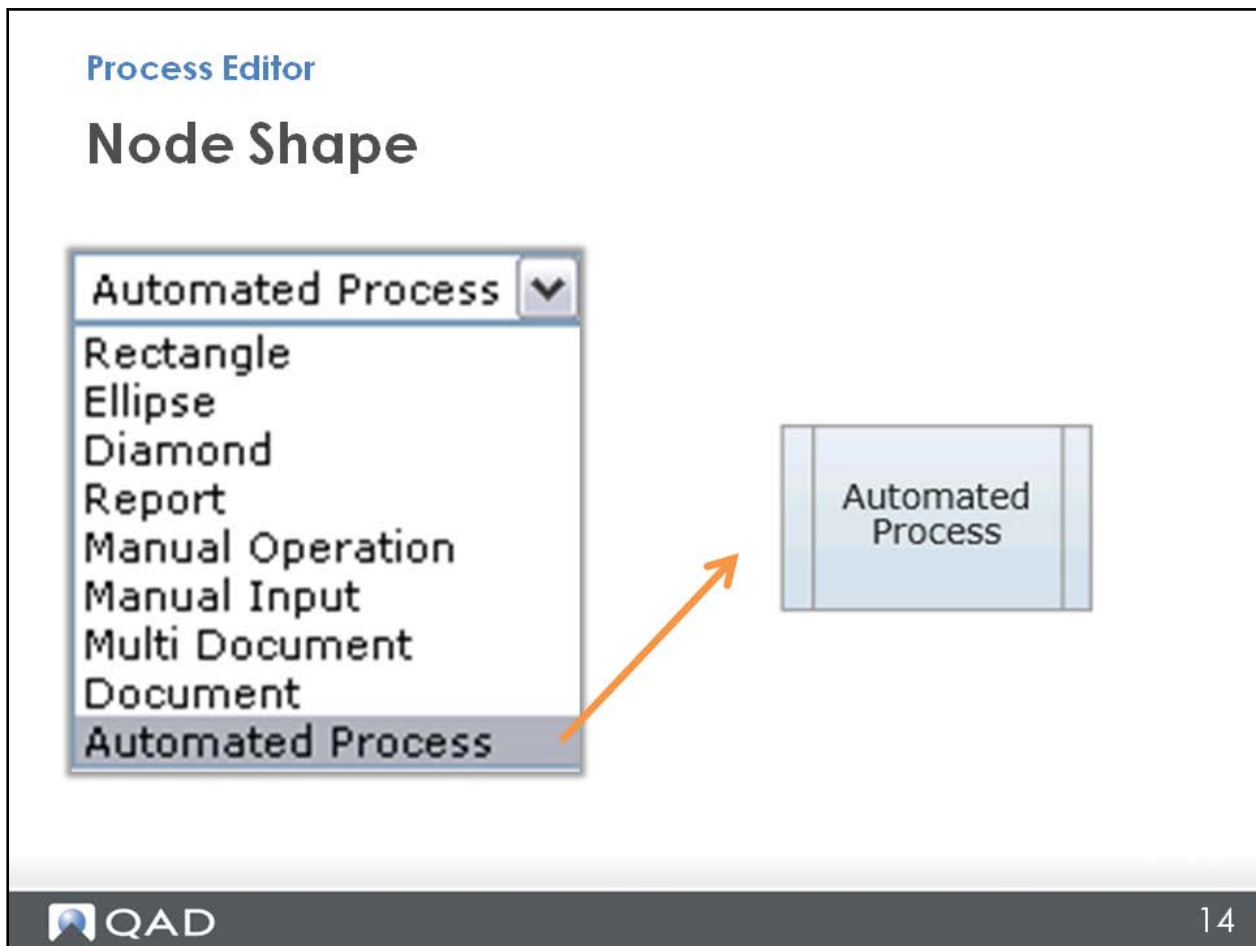 Process Editor
Node Shape
Automated Process
Rectangle
Ellipse
Diamond
Report
Manual Operation
Manual Input
Multi Document
Document
Automated Process
Automated
Process
QAD
14